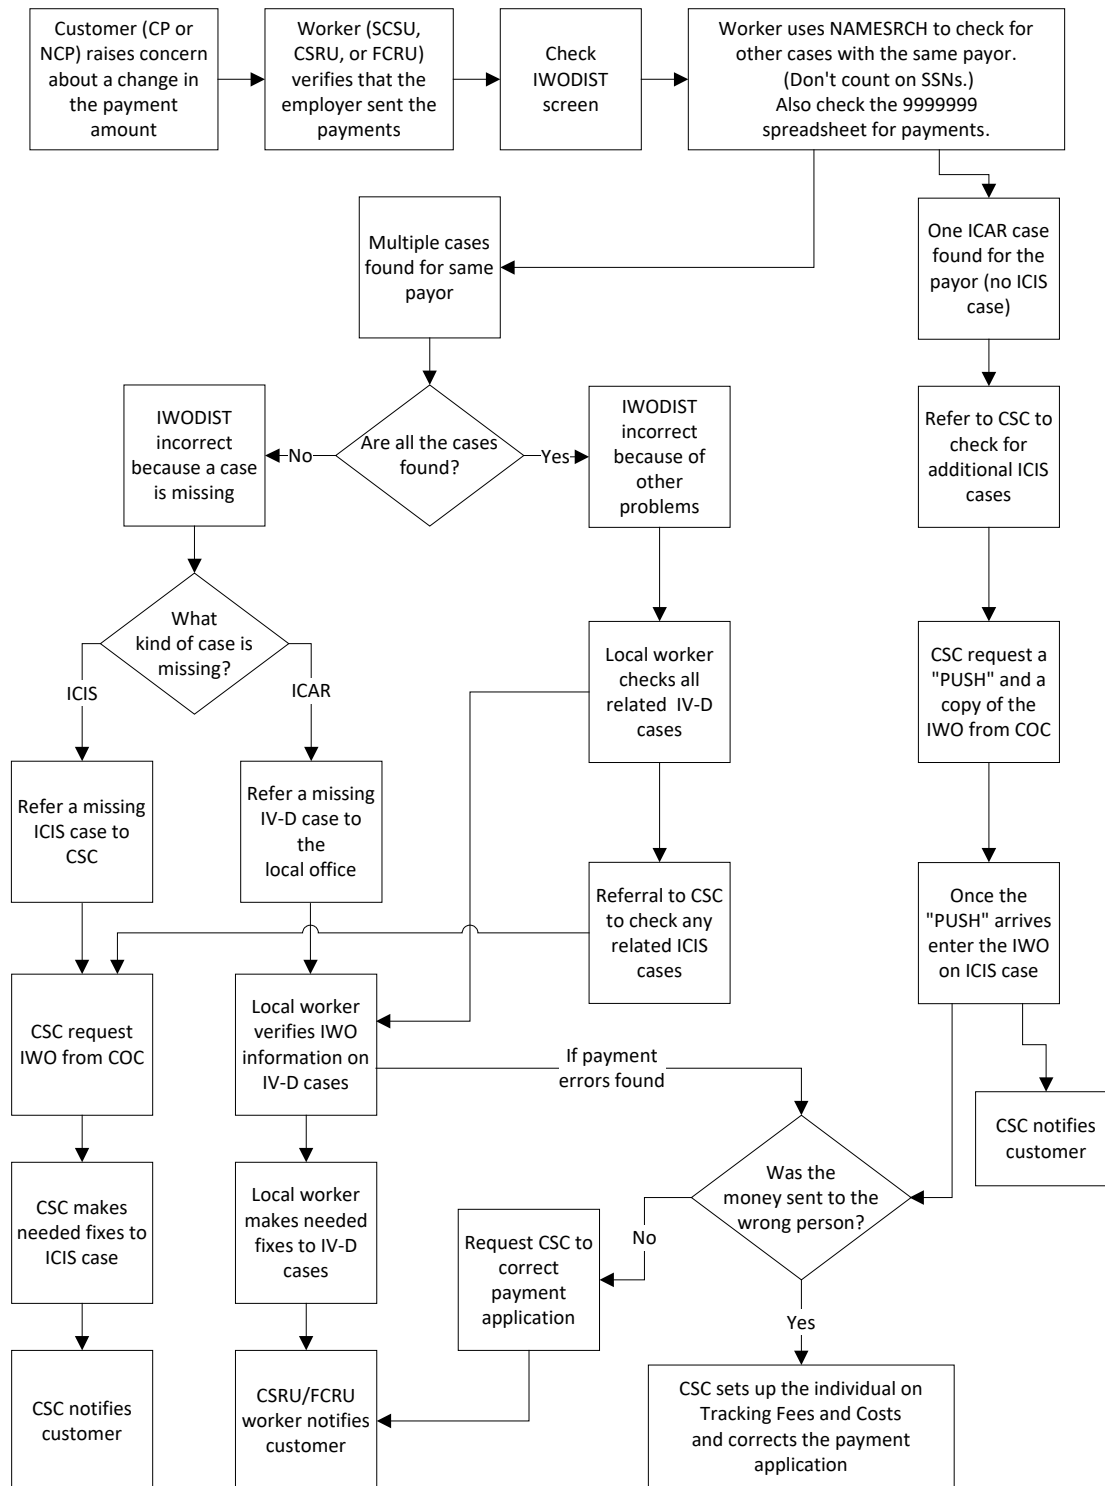 Customer (CP or
NCP) raises concern
about a change in
the payment
amount
Worker (SCSU,
CSRU, or FCRU)
verifies that the
employer sent the
payments
Check
IWODIST
screen
Worker uses NAMESRCH to check for
other cases with the same payor.
(Don't count on SSNs.)
Also check the 9999999
spreadsheet for payments.
Multiple cases
found for same
payor
One ICAR case
found for the
payor (no ICIS
case)
IWODIST
incorrect
because a case
is missing
No
Are all the cases
found?
Yes
IWODIST
incorrect
because of
other
problems
Refer to CSC to
check for
additional ICIS
cases
What
kind of case is
missing?
ICIS
ICAR
Local worker
checks all
related IV-D
cases
CSC request a
"PUSH" and a
copy of the
IWO from COC
Refer a missing
ICIS case to
CSC
Refer a missing
IV-D case to
the
local office
Referral to CSC
to check any
related ICIS
cases
Once the
"PUSH" arrives
enter the IWO
on ICIS case
CSC request
IWO from COC
Local worker
verifies IWO
information on
IV-D cases
If payment
errors found
CSC notifies
customer
CSC makes
needed fixes to
ICIS case
Local worker
makes needed
fixes to IV-D
cases
Was the
money sent to the
wrong person?
No
Request CSC to
correct
payment
application
Yes
CSC notifies
customer
CSRU/FCRU
worker notifies
customer
CSC sets up the individual on
Tracking Fees and Costs
and corrects the payment
application